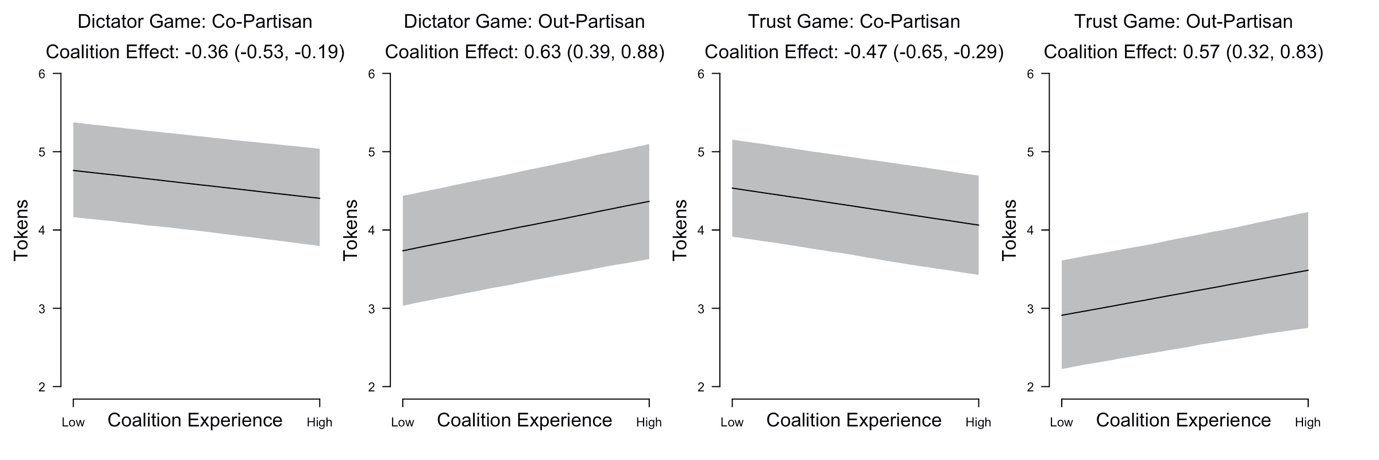 Dictator Game: Co-Partisan
Coalition Effect: -0.36 (-0.53, -0.19)
6
5
4
3
2
Tokens
Low
Coalition Experience
High
Dictator Game: Out-Partisan
Coalition Effect: 0.63 (0.39, 0.88)
6
5
4
3
2
Tokens
Low
Coalition Experience
High
Trust Game: Co-Partisan
Coalition Effect: -0.47 (-0.65, -0.29)
6
5
4
3
2
Tokens
Low
Coalition Experience
High
Trust Game: Out-Partisan
Coalition Effect: 0.57 (0.32, 0.83)
6
5
4
3
2
Tokens
Low
Coalition Experience
High